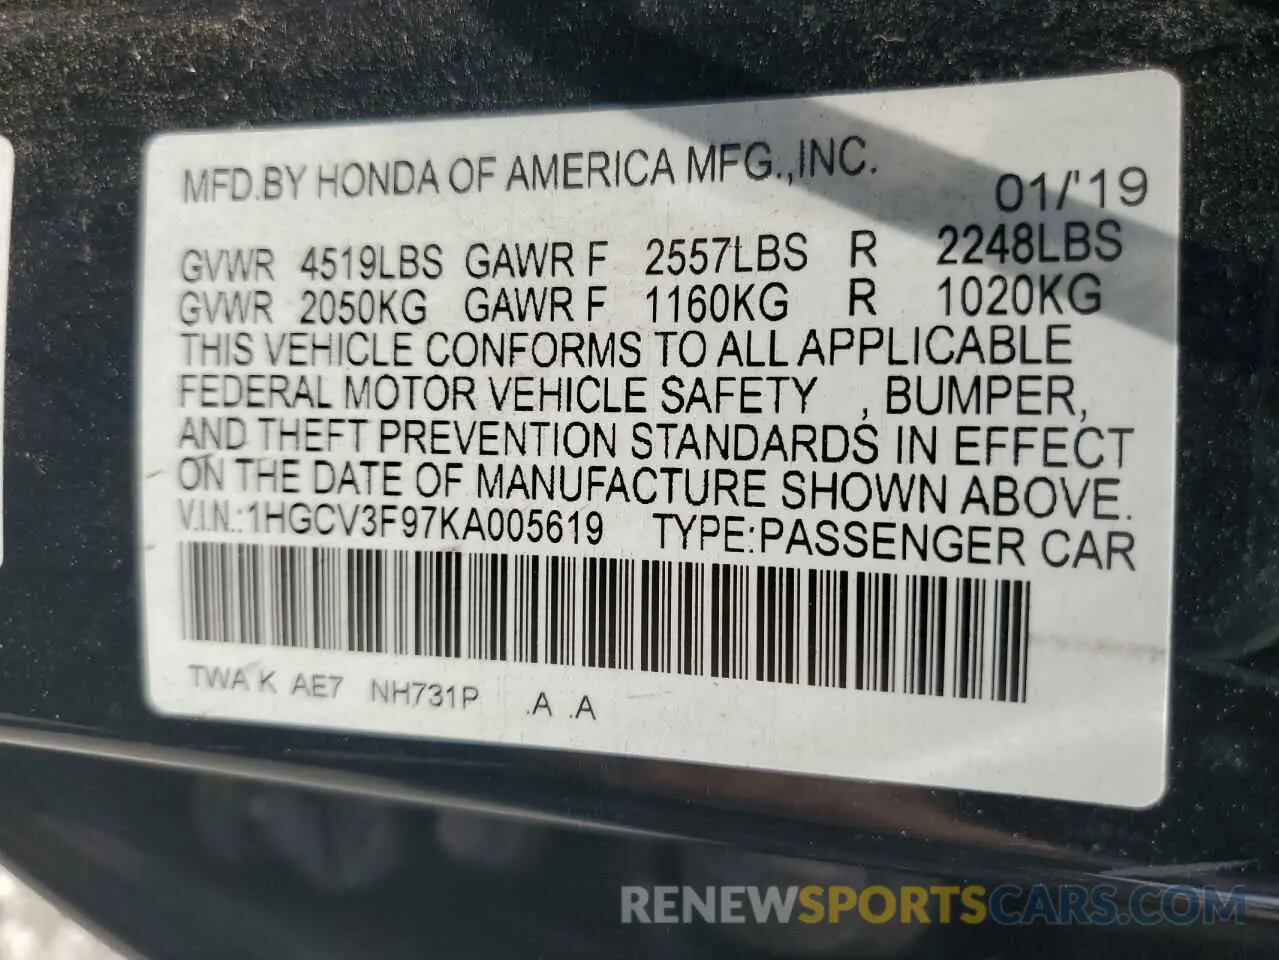 MFD.BY HONDA OF AMERICA MFG.,INC.
01/'19
GVWR 4519LBS GAWR F 2557LBS R 2248LBS
GVWR 2050KG GAWR F 1160KG R 1020KG
THIS VEHICLE CONFORMS TO ALL APPLICABLE
FEDERAL MOTOR VEHICLE SAFETY , BUMPER,
AND THEFT PREVENTION STANDARDS IN EFFECT
ON THE DATE OF MANUFACTURE SHOWN ABOVE.
V.I.N.:1HGCV3F97KA005619 TYPE:PASSENGER CAR
TWA K AE7 NH731P .A .A
RENEWSPORTSCARS.COM